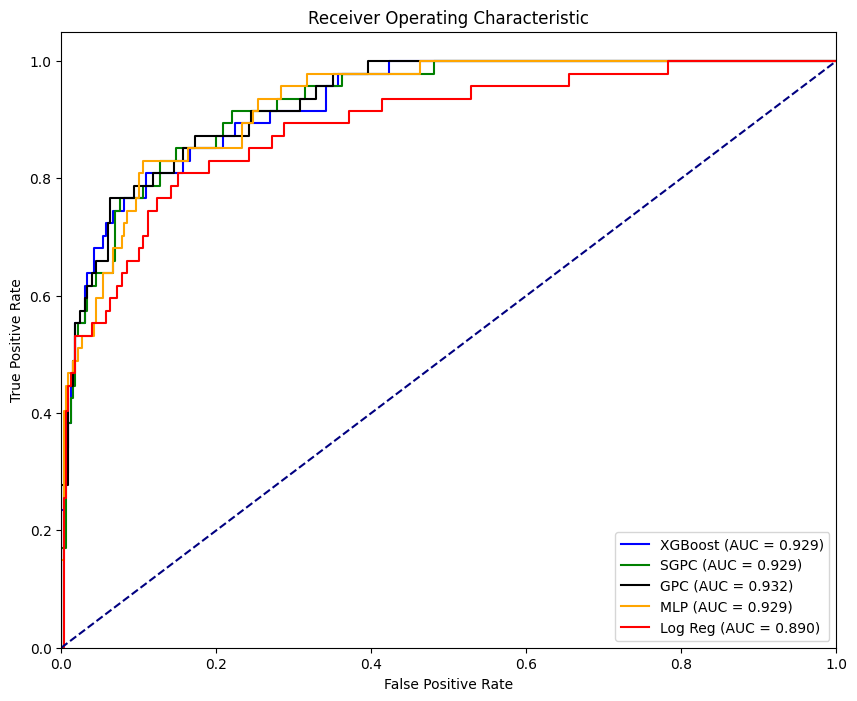 Receiver Operating Characteristic
True Positive Rate
1.0
0.8
0.6
0.4
0.2
0.0
0.0 0.2 0.4 0.6 0.8 1.0
False Positive Rate
XGBoost (AUC = 0.929)
SGPC (AUC = 0.929)
GPC (AUC = 0.932)
MLP (AUC = 0.929)
Log Reg (AUC = 0.890)